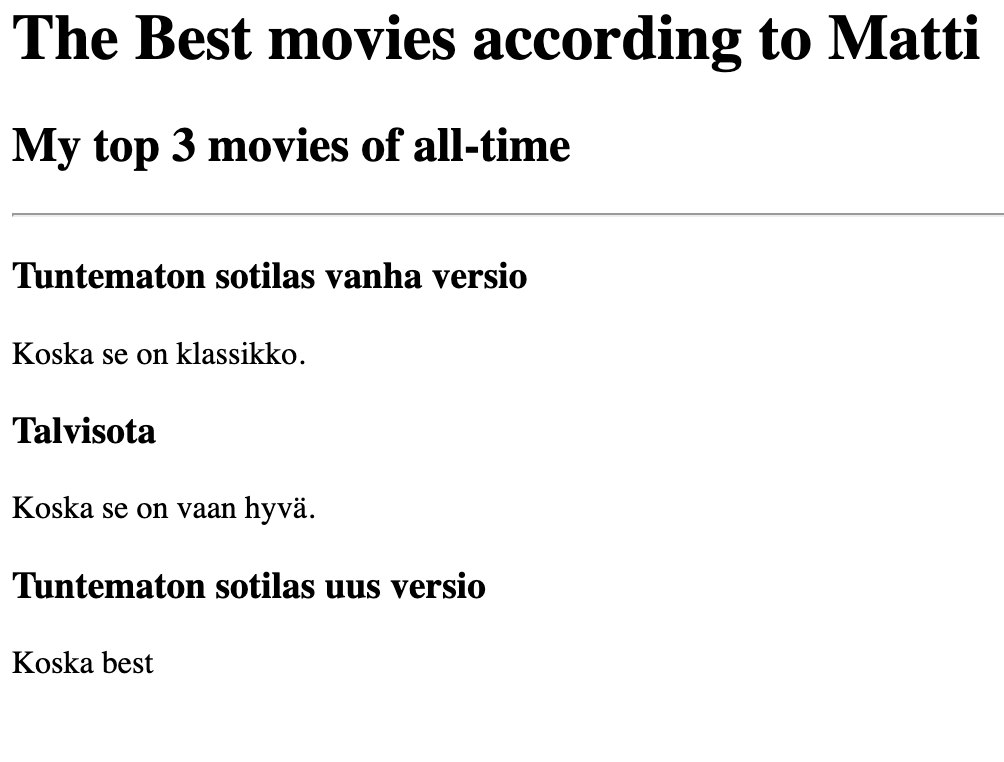 The Best movies according to Matti
My top 3 movies of all-time
Tuntematon sotilas vanha versio
Koska se on klassikko.
Talvisota
Koska se on vaan hyvä.
Tuntematon sotilas uus versio
Koska best